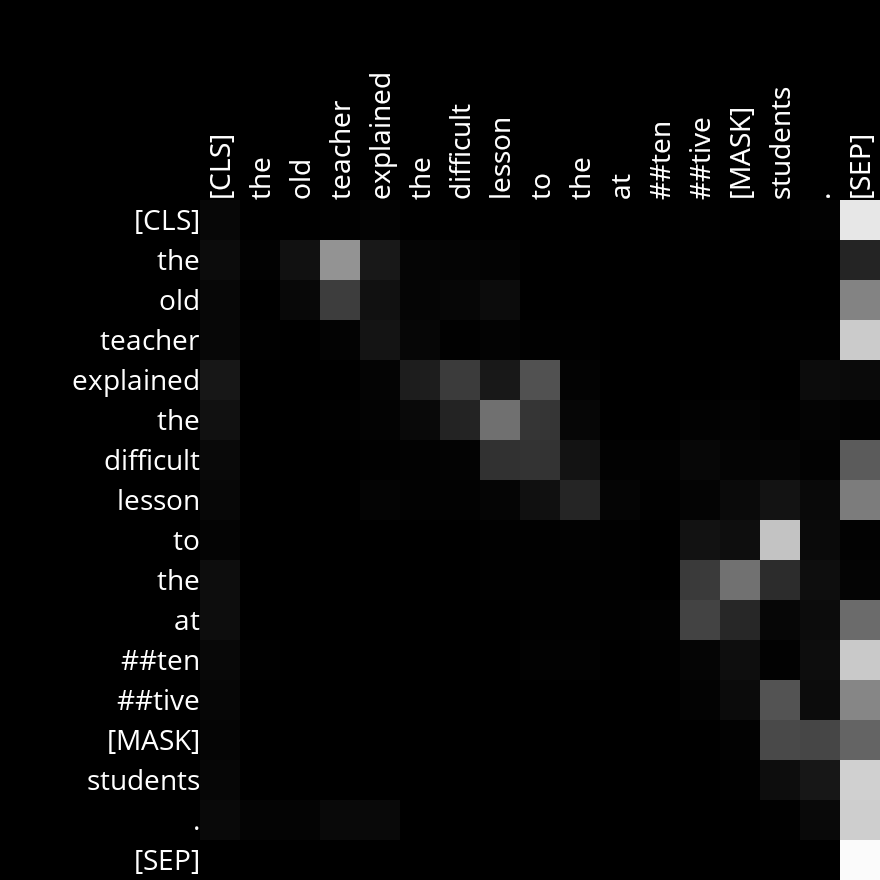 [CLS] the old teacher explained the difficult lesson to the at ##ten ##tive [MASK] students . [SEP]
[CLS]
the
old
teacher
explained
the
difficult
lesson
to
the
at
##ten
##tive
[MASK]
students
.
[SEP]